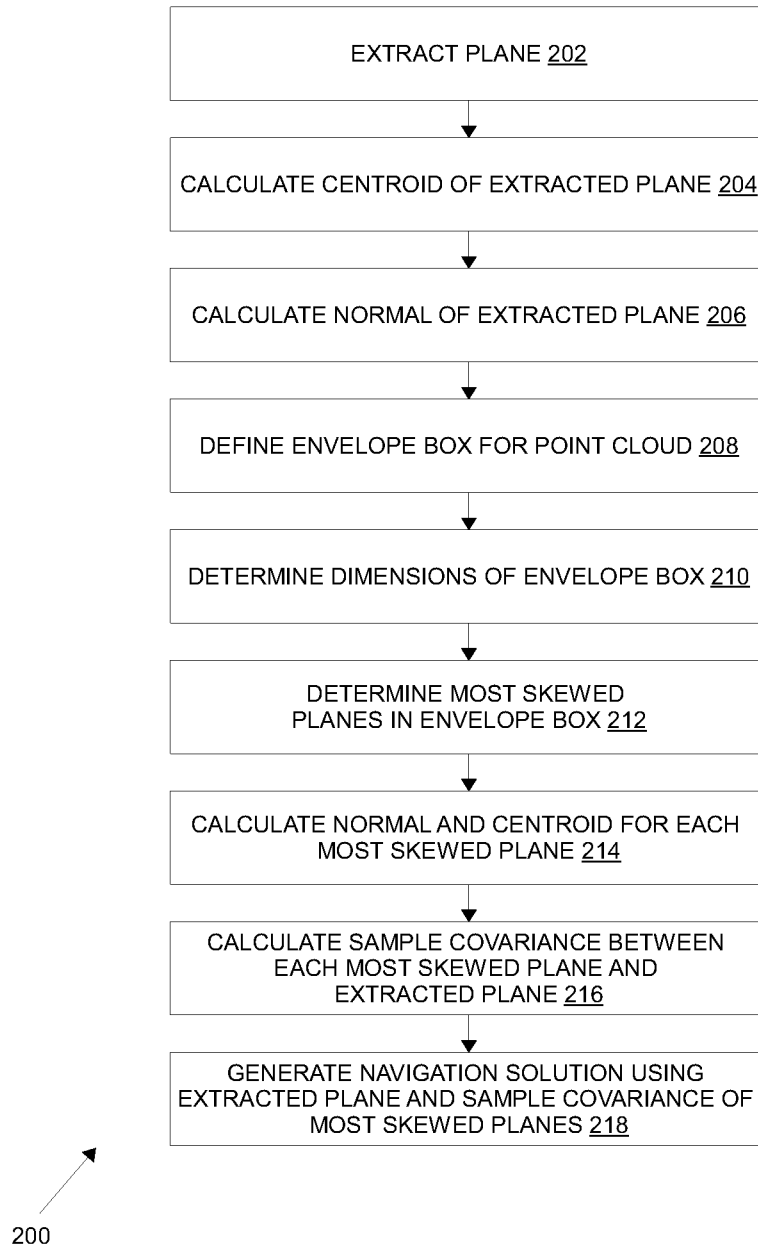 EXTRACT PLANE 202
CALCULATE CENTROID OF EXTRACTED PLANE 204
CALCULATE NORMAL OF EXTRACTED PLANE 206
DEFINE ENVELOPE BOX FOR POINT CLOUD 208
DETERMINE DIMENSIONS OF ENVELOPE BOX 210
DETERMINE MOST SKEWED
PLANES IN ENVELOPE BOX 212
CALCULATE NORMAL AND CENTROID FOR EACH
MOST SKEWED PLANE 214
CALCULATE SAMPLE COVARIANCE BETWEEN
EACH MOST SKEWED PLANE AND
EXTRACTED PLANE 216
GENERATE NAVIGATION SOLUTION USING
EXTRACTED PLANE AND SAMPLE COVARIANCE OF
MOST SKEWED PLANES 218
200